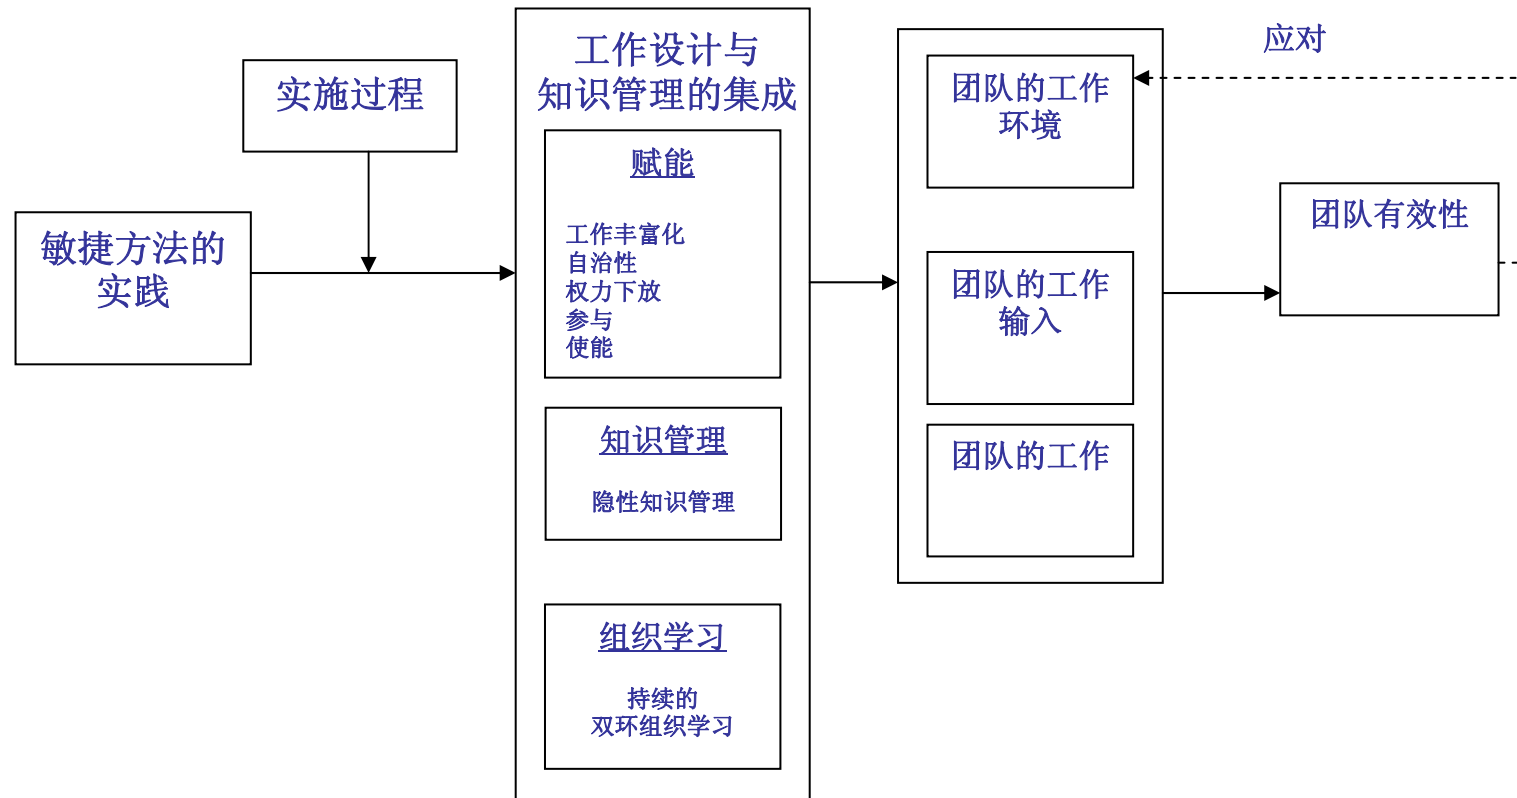 实施过程
敏捷方法的
实践
工作设计与
知识管理的集成
赋能
工作丰富化
自治性
权力下放
参与
使能
知识管理
隐性知识管理
组织学习
持续的
双环组织学习
团队的工作
环境
团队的工作
输入
团队的工作
应对
团队有效性